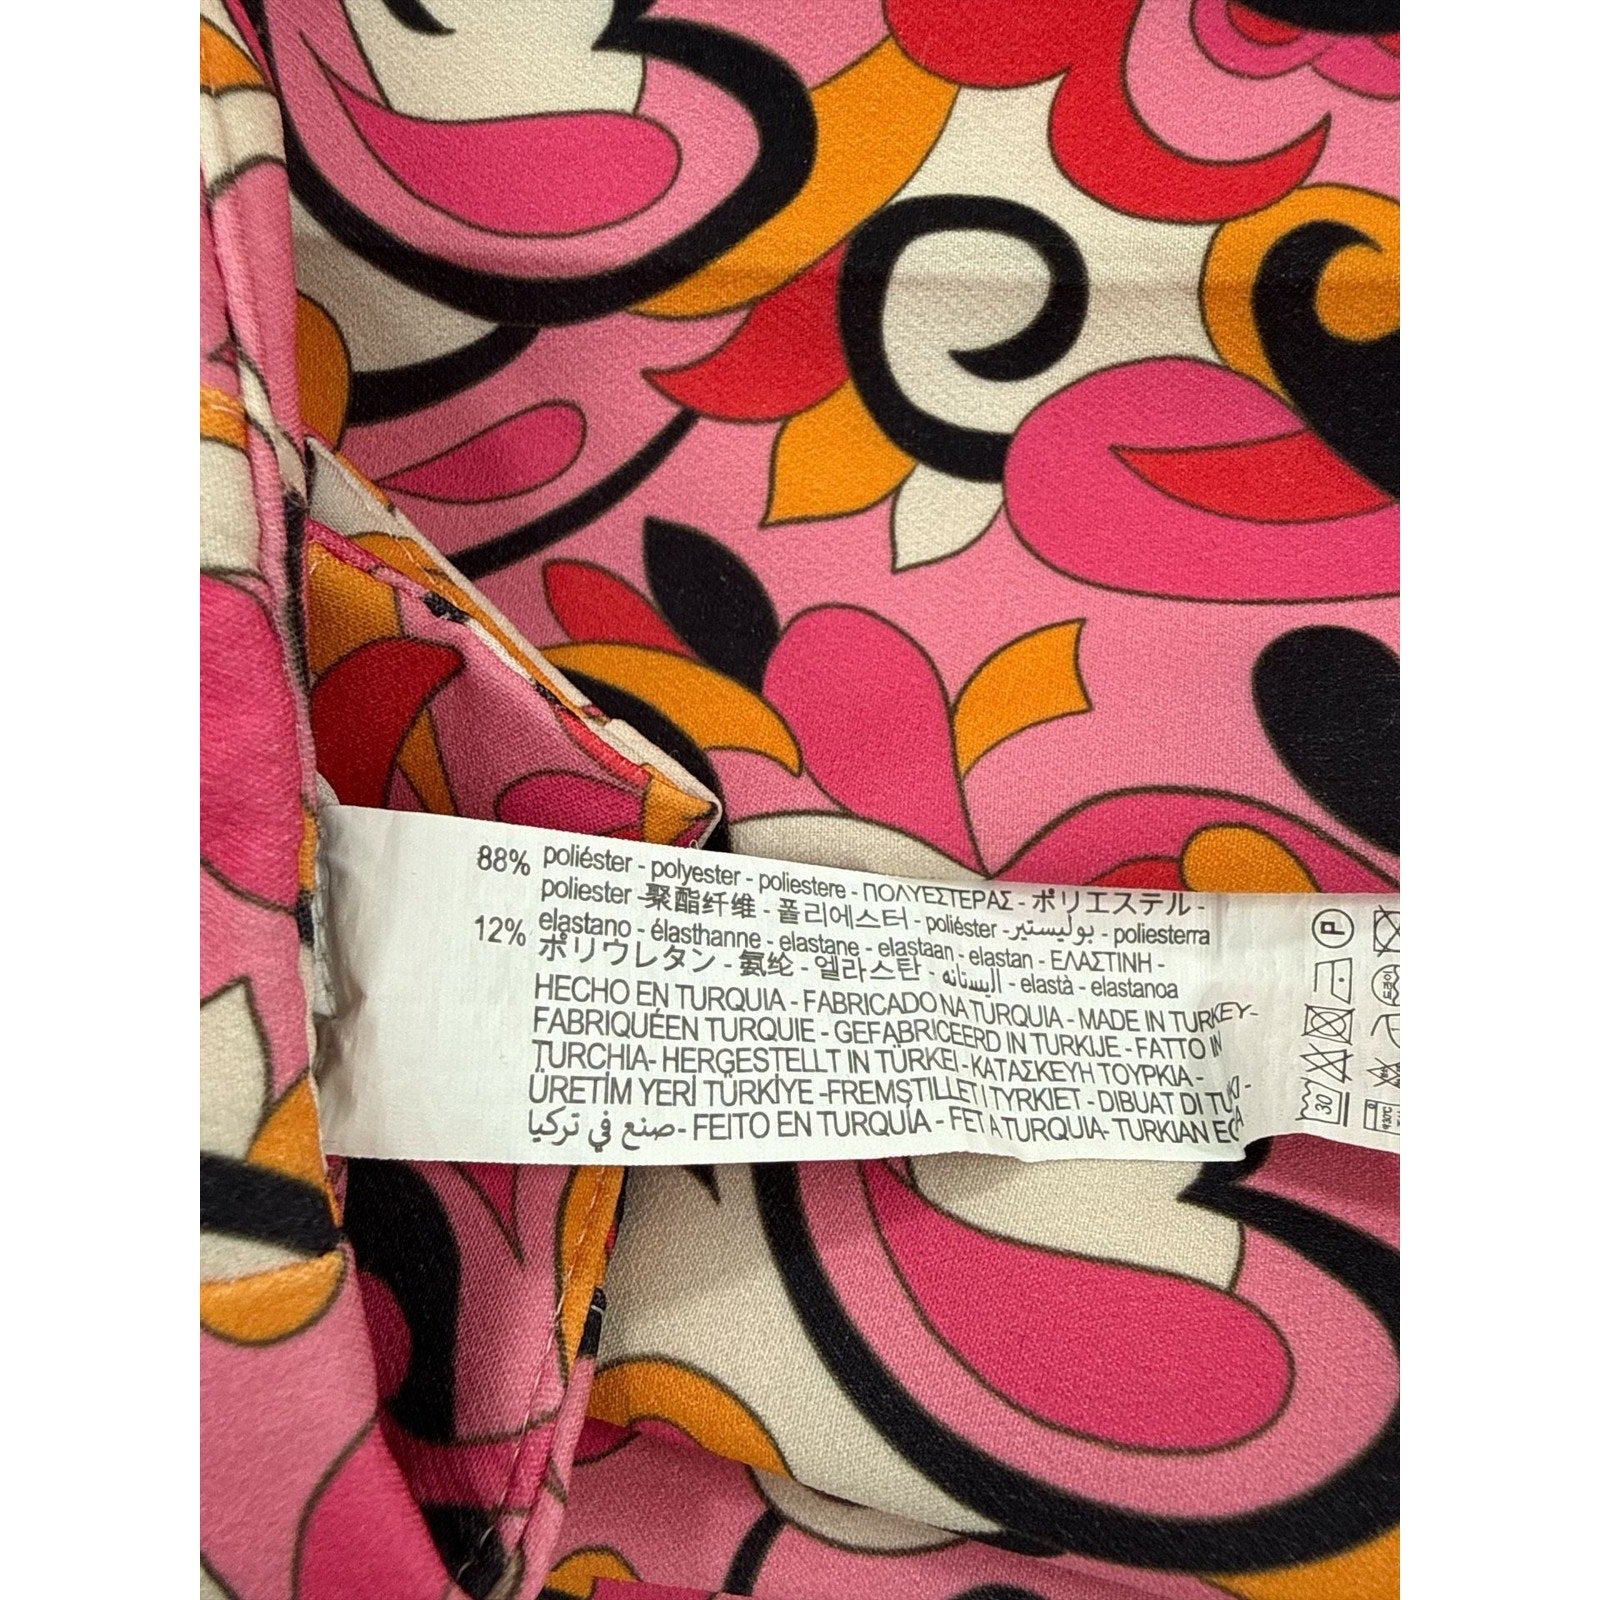 88% poliéster - polyester - poliestere - ΠΟΛΥΕΣΤΕΡΑΣ - ポリエステル -
poliester -聚酯纤维 - 폴리에스터 - poliéster -بوليستير - poliesterra
12% elastano - élasthanne - elastane - elastaan - elastan - ΕΛΑΣΤΙΝΗ -
ポリウレタン - 氨纶 - 엘라스탄 - اليستانه - elastà - elastanoa
HECHO EN TURQUIA - FABRICADO NA TURQUIA - MADE IN TURKEY-
FABRIQUÉEN TURQUIE - GEFABRICEERD IN TURKIJE - FATTO IN
TURCHIA- HERGESTELLT IN TÜRKEI - ΚΑΤΑΣΚΕΥΗ ΤΟΥΡΚΙΑ -
ÜRETİM YERİ TÜRKİYE -FREMSTILLET I TYRKIET - DIBUAT DI
صنع في تركيا - FEITO EN TURQUÍA - FET A TURQUIA- TURKIAN
P
30